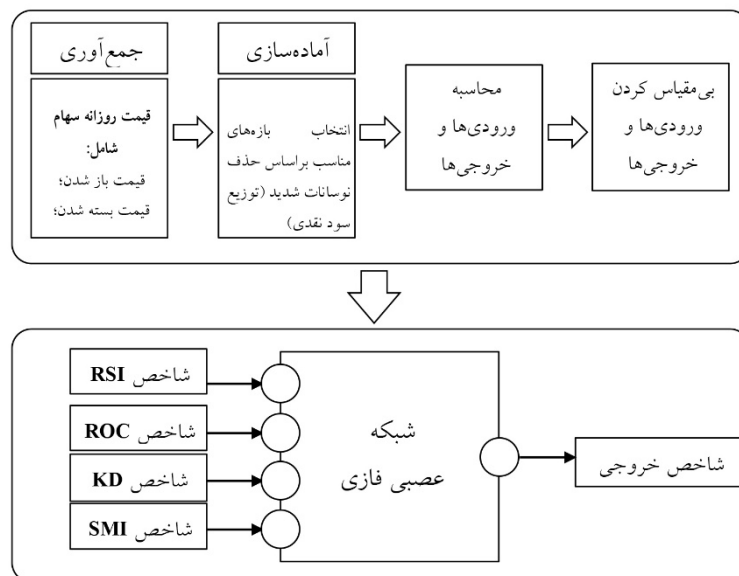 جمع‌آوری
قیمت روزانه سهام
شامل:
قیمت باز شدن؛
قیمت بسته شدن؛
آماده‌سازی
انتخاب بازه‌های
مناسب براساس حذف
نوسانات شدید (توزیع
سود نقدی)
محاسبه
ورودی‌ها و
خروجی‌ها
بی‌مقیاس کردن
ورودی‌ها و
خروجی‌ها
شاخص RSI
شاخص ROC
شاخص KD
شاخص SMI
شبکه
عصبی فازی
شاخص خروجی